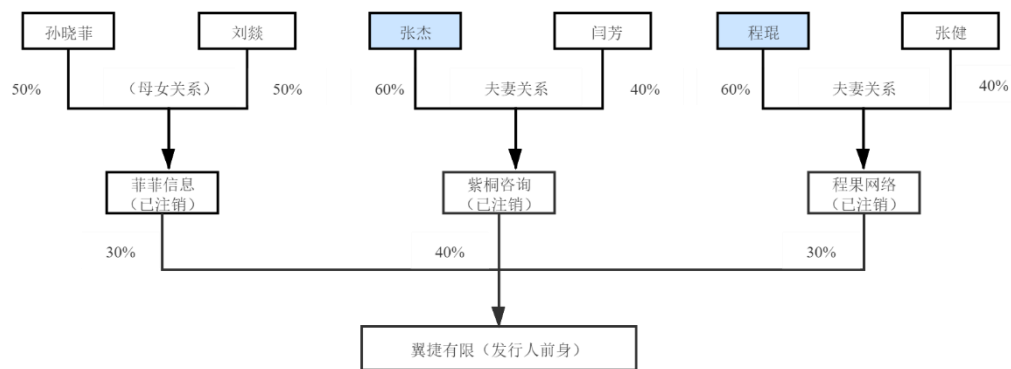 孙晓菲
刘燚
张杰
闫芳
程琨
张健
50%
（母女关系）
50%
60%
夫妻关系
40%
60%
夫妻关系
40%
菲菲信息
（已注销）
紫桐咨询
（已注销）
程果网络
（已注销）
30%
40%
30%
翼捷有限（发行人前身）